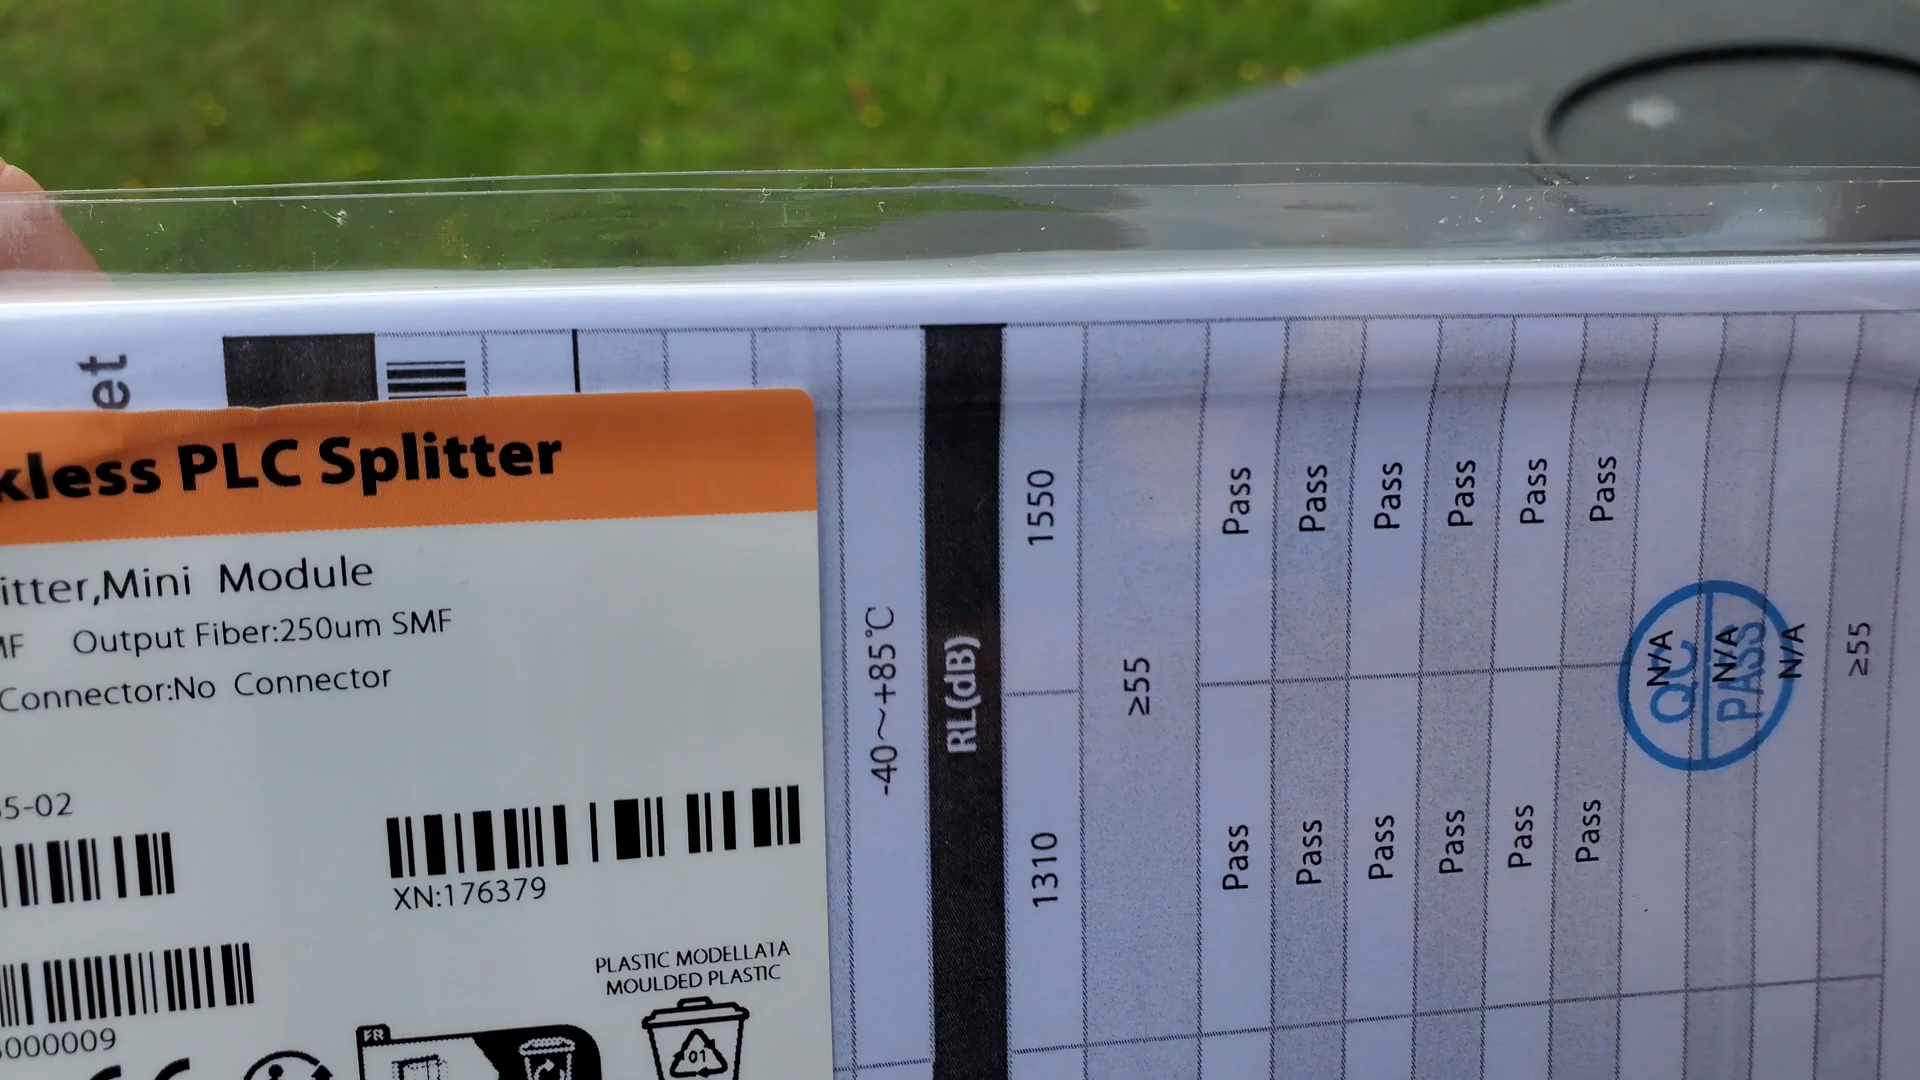 et
kless PLC Splitter
itter,Mini Module
MF Output Fiber:250um SMF
Connector:No Connector
5-02
XN:176379
000009
PLASTIC MODELLATA
MOULDED PLASTIC
01
FR
-40~+85℃
RL(dB)
1310 1550
≥55
Pass Pass
Pass Pass
Pass Pass
Pass Pass
Pass Pass
Pass Pass
N/A
N/A
N/A
QC
PASS
≥55